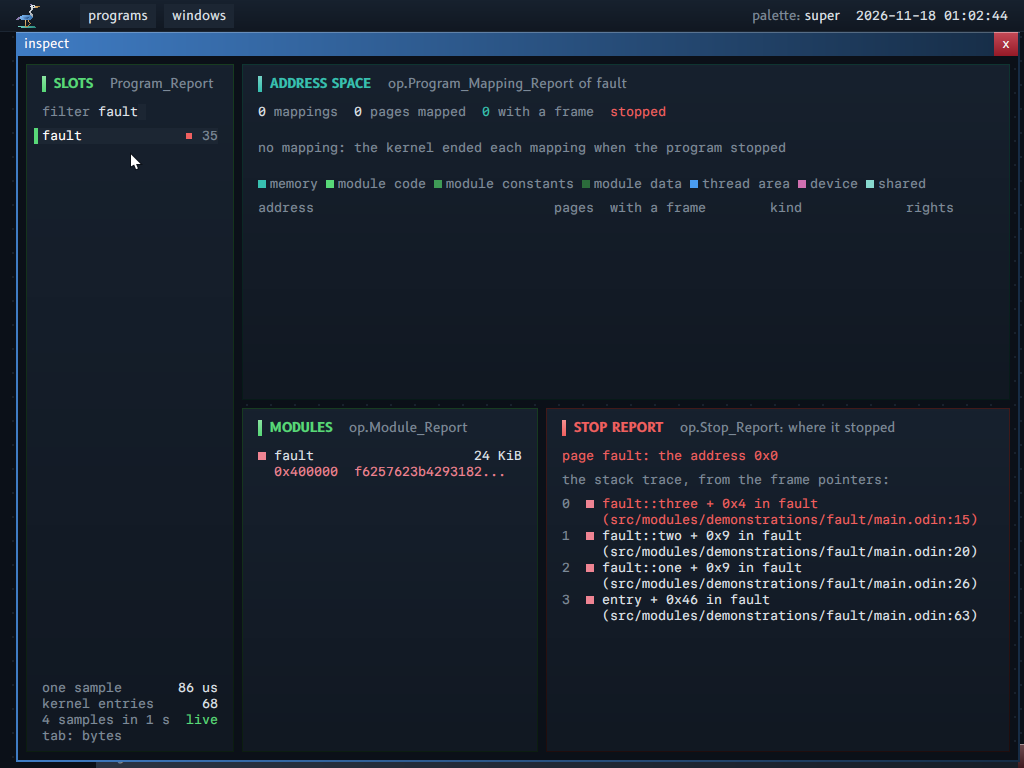 programs windows palette: super 2026-11-18 01:02:44
inspect x
SLOTS Program_Report
filter fault
fault 35
one sample 86 us
kernel entries 68
4 samples in 1 s live
tab: bytes
ADDRESS SPACE op.Program_Mapping_Report of fault
0 mappings 0 pages mapped 0 with a frame stopped
no mapping: the kernel ended each mapping when the program stopped
memory module code module constants module data thread area device shared
address pages with a frame kind rights
MODULES op.Module_Report
fault 24 KiB
0x400000 f6257623b4293182...
STOP REPORT op.Stop_Report: where it stopped
page fault: the address 0x0
the stack trace, from the frame pointers:
0 fault::three + 0x4 in fault
(src/modules/demonstrations/fault/main.odin:15)
1 fault::two + 0x9 in fault
(src/modules/demonstrations/fault/main.odin:20)
2 fault::one + 0x9 in fault
(src/modules/demonstrations/fault/main.odin:26)
3 entry + 0x46 in fault
(src/modules/demonstrations/fault/main.odin:63)